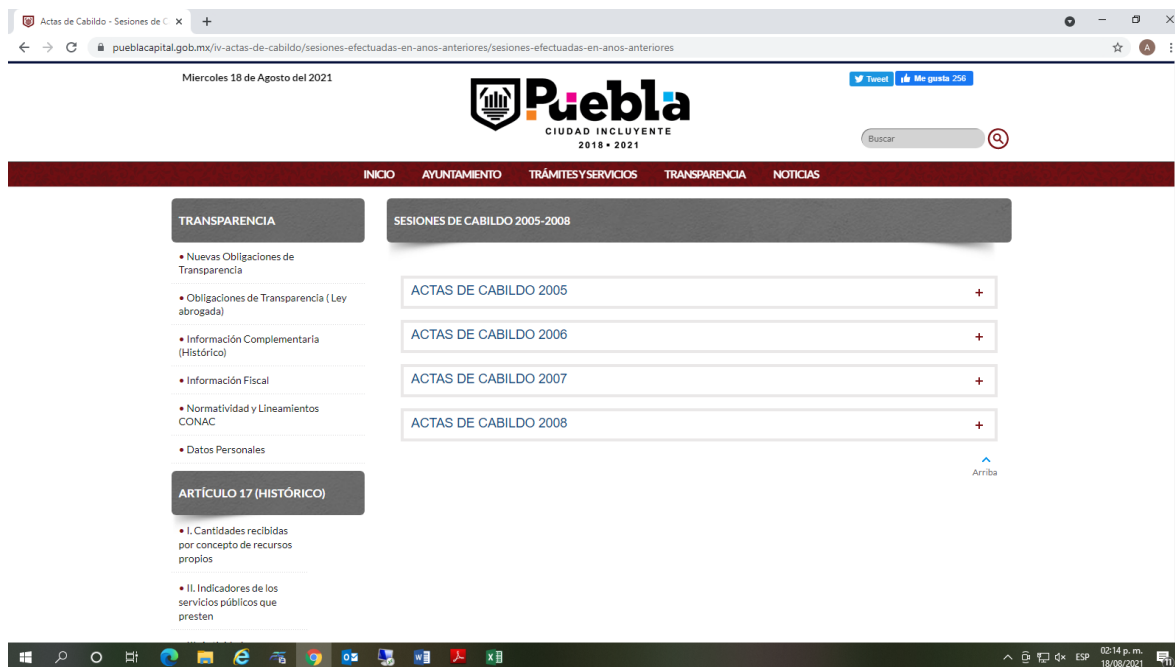 Actas de Cabildo - Sesiones de C
pueblacapital.gob.mx/iv-actas-de-cabildo/sesiones-efectuadas-en-anos-anteriores/sesiones-efectuadas-en-anos-anteriores
A
Miercoles 18 de Agosto del 2021
Puebla
CIUDAD INCLUYENTE
2018 • 2021
Tweet
Me gusta 256
Buscar
INICIO AYUNTAMIENTO TRÁMITES Y SERVICIOS TRANSPARENCIA NOTICIAS
TRANSPARENCIA
• Nuevas Obligaciones de
Transparencia
• Obligaciones de Transparencia ( Ley
abrogada)
• Información Complementaria
(Histórico)
• Información Fiscal
• Normatividad y Lineamientos
CONAC
• Datos Personales
ARTÍCULO 17 (HISTÓRICO)
• I. Cantidades recibidas
por concepto de recursos
propios
• II. Indicadores de los
servicios públicos que
presten
SESIONES DE CABILDO 2005-2008
ACTAS DE CABILDO 2005 +
ACTAS DE CABILDO 2006 +
ACTAS DE CABILDO 2007 +
ACTAS DE CABILDO 2008 +
Arriba
ESP
02:14 p. m.
18/08/2021